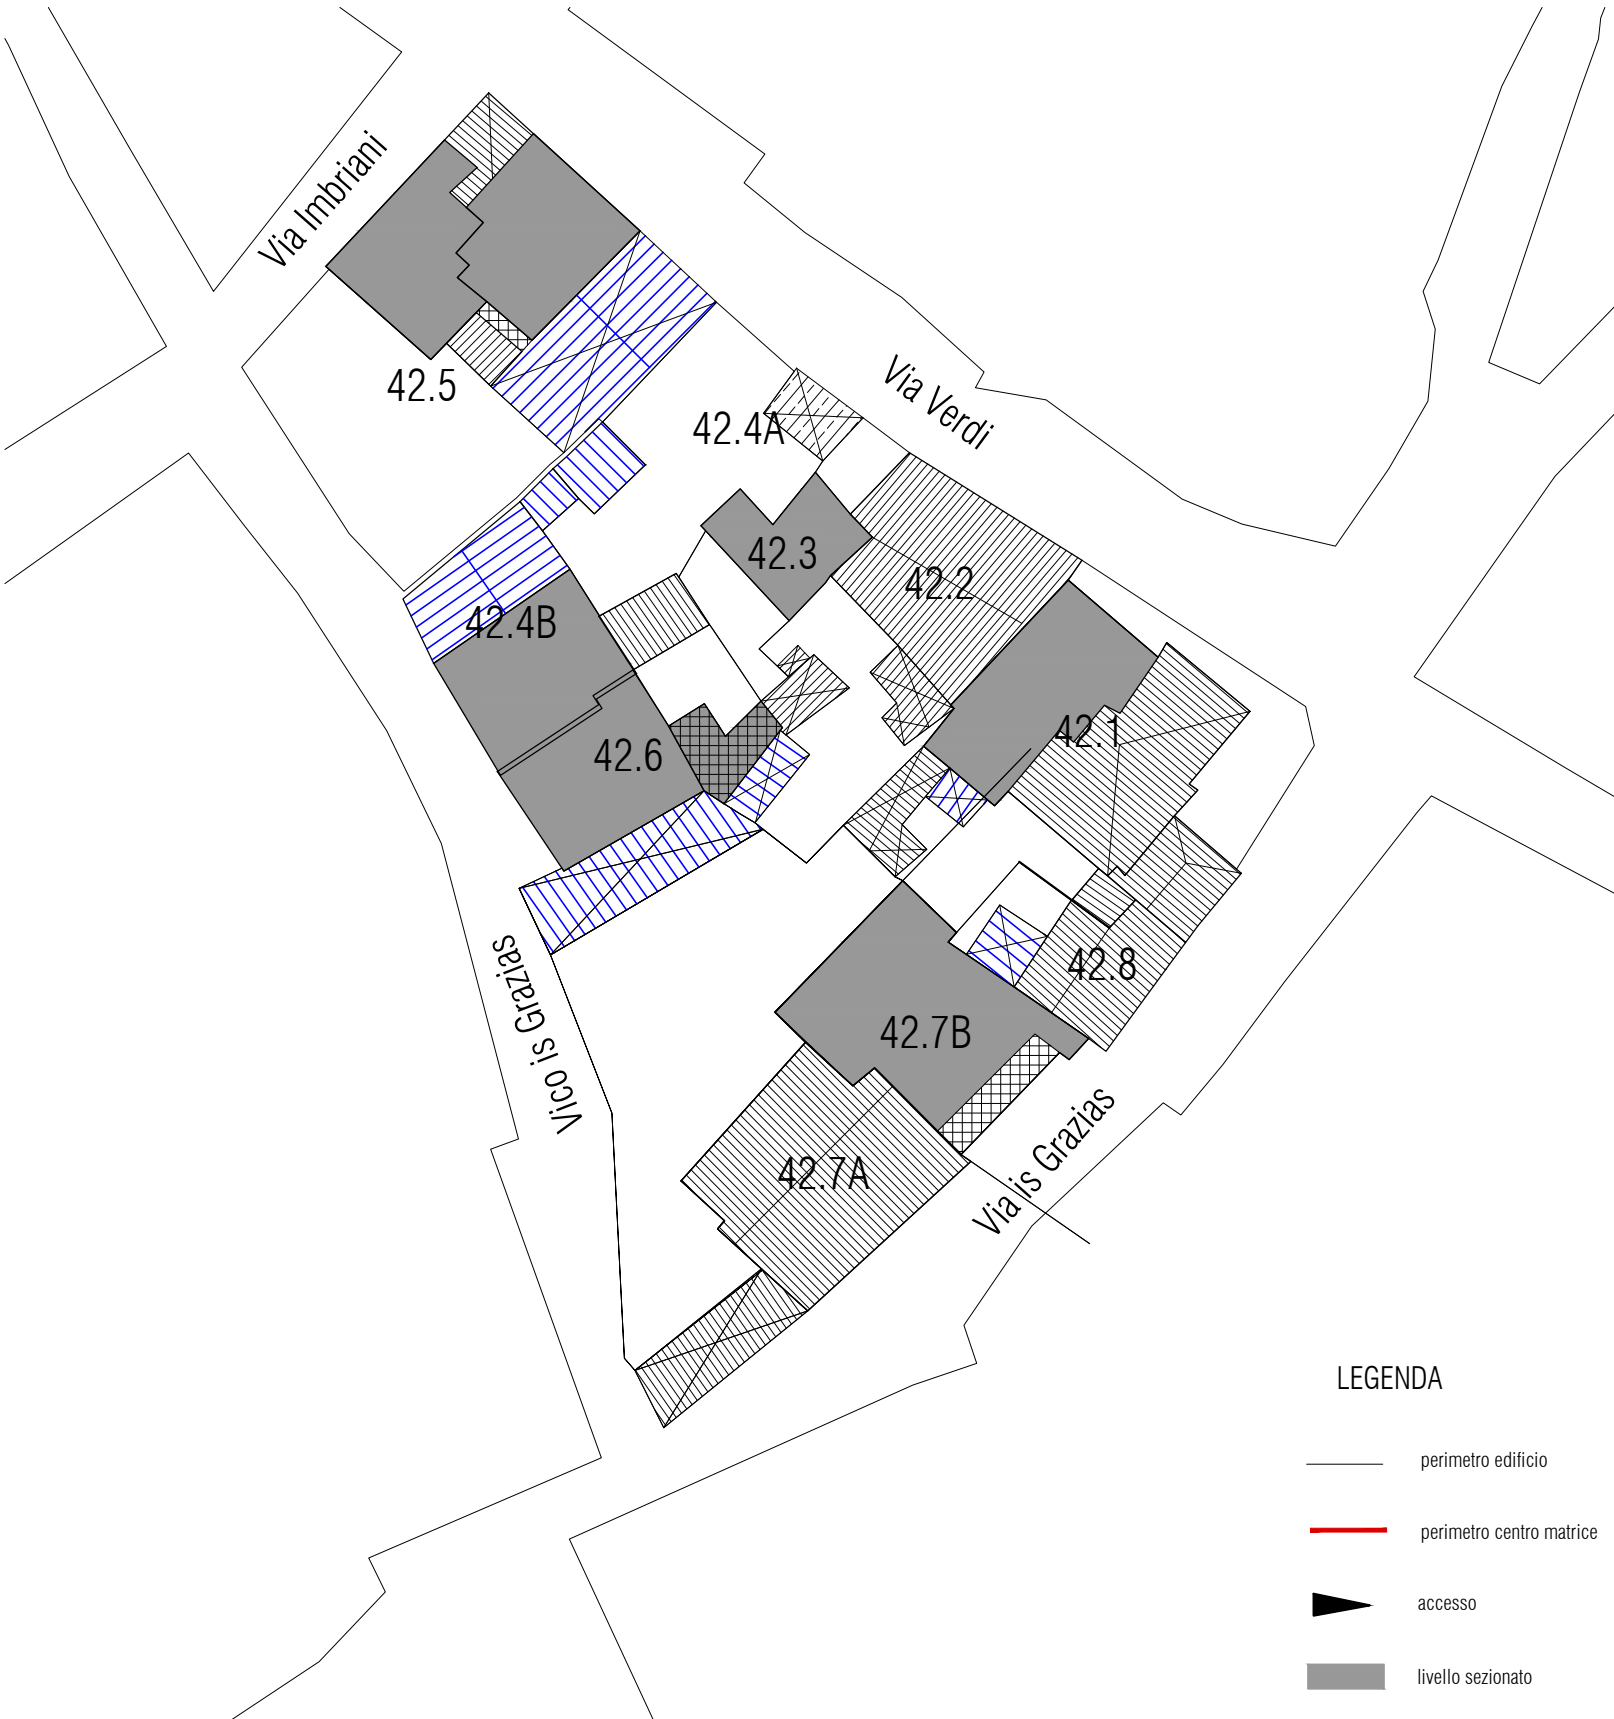 Via Imbriani
42.5
Via Verdi
42.4A
42.3
42.2
42.4B
42.1
42.6
Vico is Grazias
42.8
42.7B
42.7A
Via is Grazias
LEGENDA
perimetro edificio
perimetro centro matrice
accesso
livello sezionato